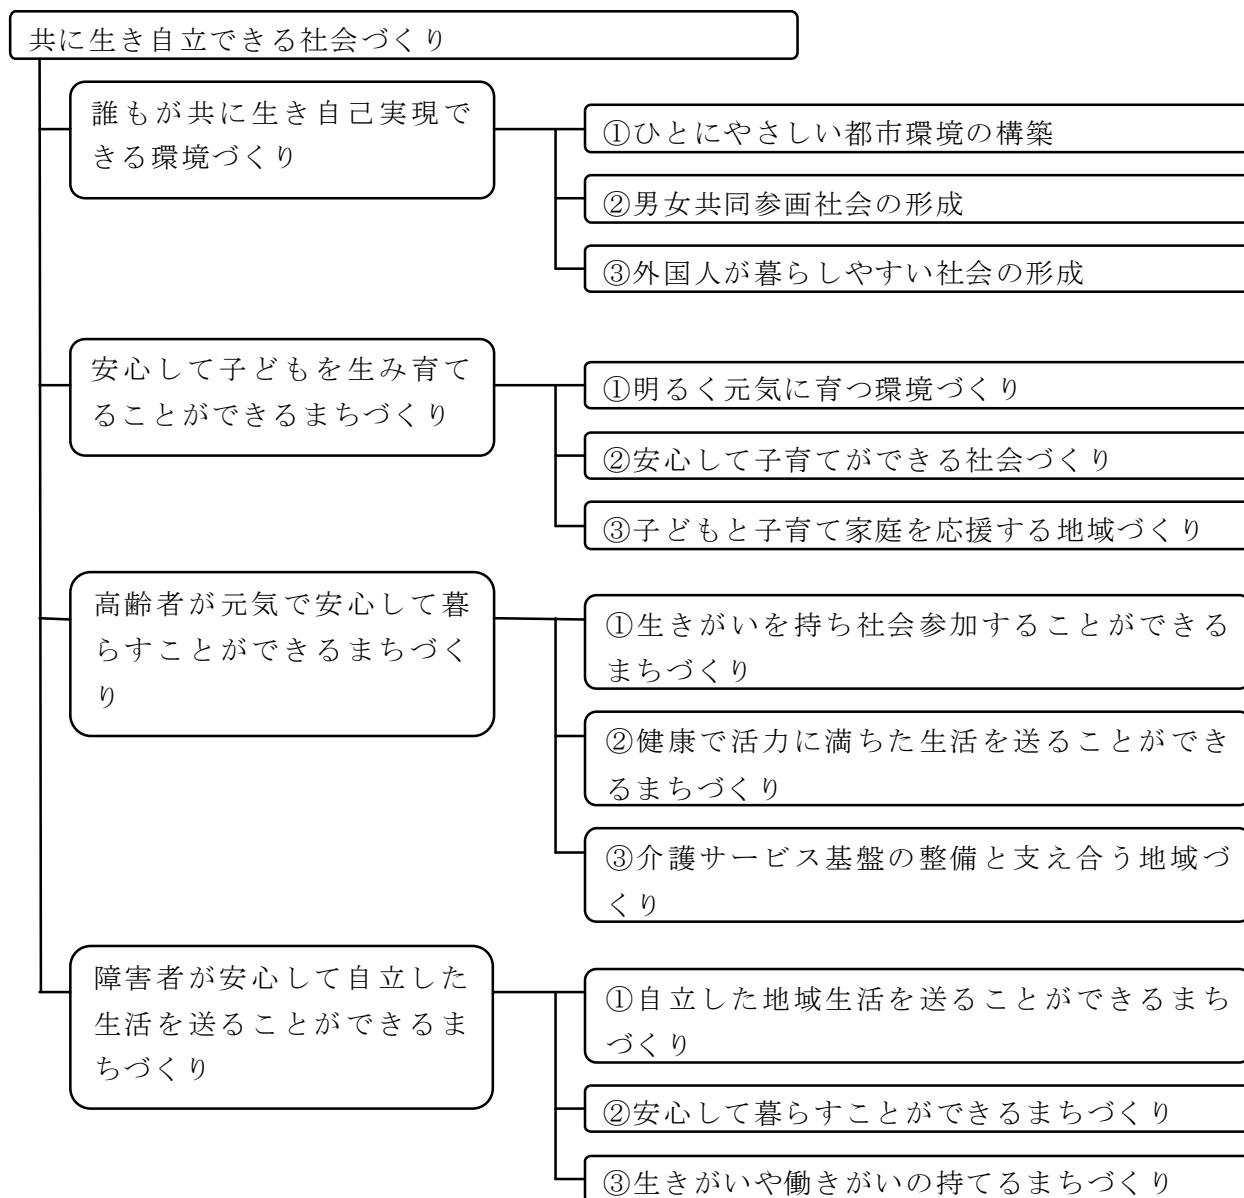 共に生き自立できる社会づくり
誰もが共に生き自己実現で
きる環境づくり
①ひとにやさしい都市環境の構築
②男女共同参画社会の形成
③外国人が暮らしやすい社会の形成
安心して子どもを生み育て
ることができるまちづくり
①明るく元気に育つ環境づくり
②安心して子育てができる社会づくり
③子どもと子育て家庭を応援する地域づくり
高齢者が元気で安心して暮
らすことができるまちづく
り
①生きがいを持ち社会参加することができる
まちづくり
②健康で活力に満ちた生活を送ることができ
るまちづくり
③介護サービス基盤の整備と支え合う地域づ
くり
障害者が安心して自立した
生活を送ることができるま
ちづくり
①自立した地域生活を送ることができるまち
づくり
②安心して暮らすことができるまちづくり
③生きがいや働きがいの持てるまちづくり